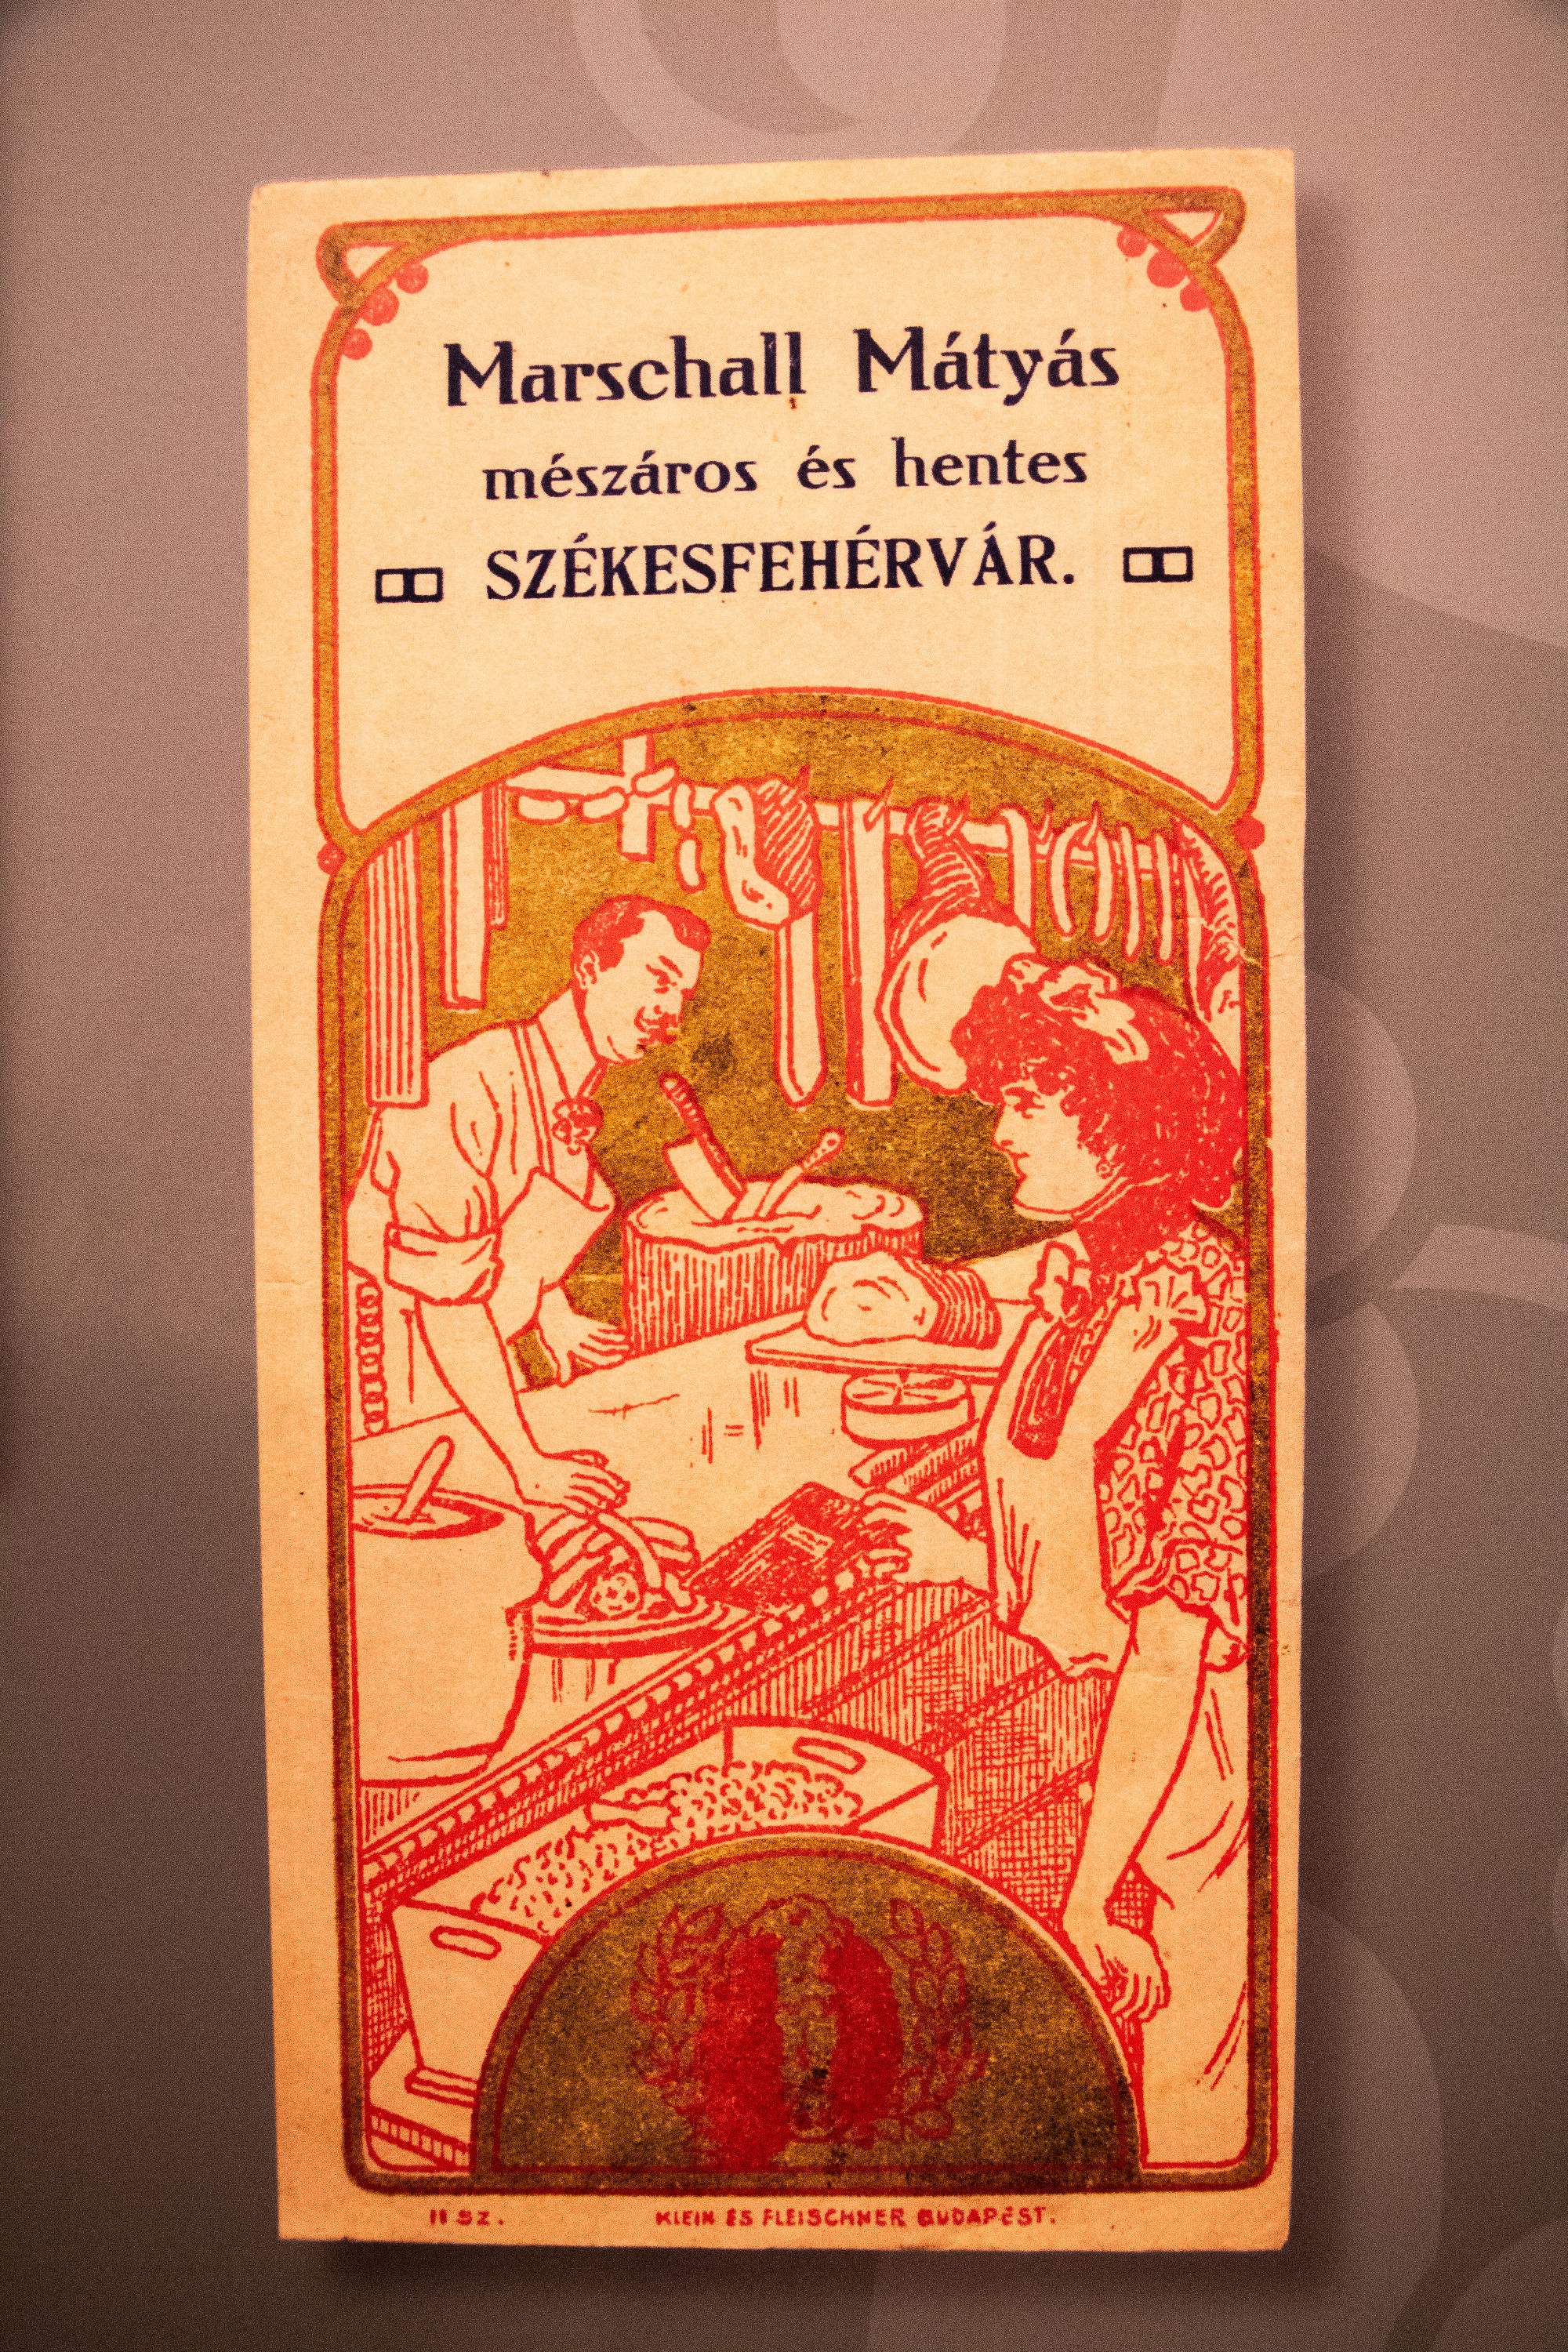 Marschall Mátyás
mészáros és hentes
SZÉKESFEHÉRVÁR.
11 SZ.
KLEIN ÉS FLEISCHNER BUDAPEST.